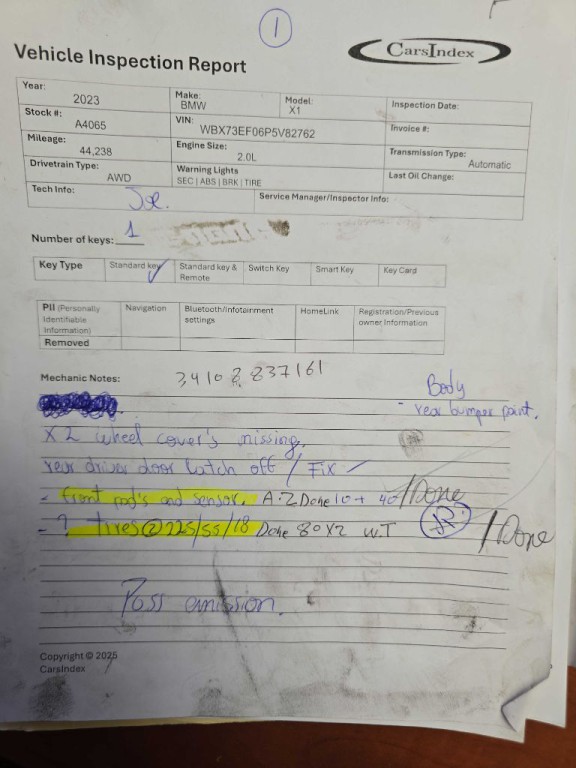 1
CarsIndex
Vehicle Inspection Report
Year: 2023 Make: BMW Model: X1 Inspection Date:
Stock #: A4065 VIN: WBX73EF06P5V82762 Invoice #:
Mileage: 44,238 Engine Size: 2.0L Transmission Type: Automatic
Drivetrain Type: AWD Warning Lights SEC | ABS | BRK | TIRE Last Oil Change:
Tech Info: Joe. Service Manager/Inspector Info:
Number of keys: 1
Key Type Standard key ✓ Standard key & Remote Switch Key Smart Key Key Card
PII (Personally Identifiable Information) Navigation Bluetooth/Infotainment settings HomeLink Registration/Previous owner Information
Removed
Mechanic Notes: 34108837161
Body
- rear bumper paint.
X2 wheel cover's missing.
rear driver door latch off / Fix ✓
- front pad's and sensor. A.Z Done 10+ 40 / Done
- ? tires @ 225/55/18 Done 80X2 W.T / Done
Pass emission.
Copyright © 2025
CarsIndex